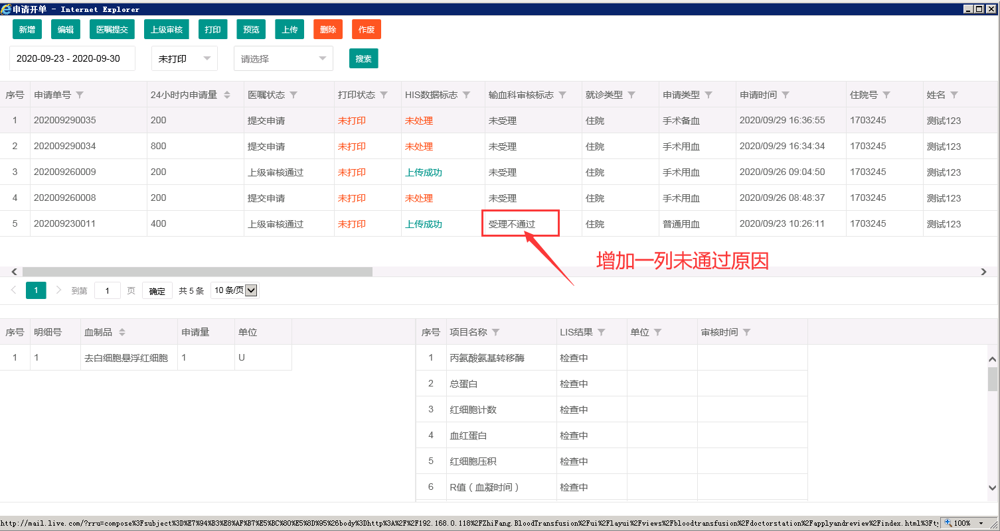 申请开单 - Internet Explorer
新增 编辑 医嘱提交 上级审核 打印 预览 上传 删除 作废
2020-09-23 - 2020-09-30 未打印 请选择 搜索
序号 申请单号 24小时内申请量 医嘱状态 打印状态 HIS数据标志 输血科审核标志 就诊类型 申请类型 申请时间 住院号 姓名
1 202009290035 200 提交申请 未打印 未处理 未受理 住院 手术备血 2020/09/29 16:36:55 1703245 测试123
2 202009290034 800 提交申请 未打印 未处理 未受理 住院 手术用血 2020/09/29 16:34:34 1703245 测试123
3 202009260009 200 上级审核通过 未打印 上传成功 未受理 住院 手术用血 2020/09/26 09:04:50 1703245 测试123
4 202009260008 200 提交申请 未打印 未处理 未受理 住院 手术用血 2020/09/26 08:48:37 1703245 测试123
5 202009230011 400 上级审核通过 未打印 上传成功 受理不通过 住院 普通用血 2020/09/23 10:26:11 1703245 测试123
增加一列未通过原因
1 到第 1 页 确定 共 5 条 10 条/页
序号 明细号 血制品 申请量 单位
1 1 去白细胞悬浮红细胞 1 U
序号 项目名称 LIS结果 单位 审核时间
1 丙氨酸氨基转移酶 检查中
2 总蛋白 检查中
3 红细胞计数 检查中
4 血红蛋白 检查中
5 红细胞压积 检查中
6 R值（血凝时间） 检查中
http://mail.live.com/?rru=compose%3Fsubject%3D%E7%94%B3%E8%AF%B7%E5%BC%80%E5%8D%95%26body%3Dhttp%3A%2F%2F192.168.0.118%2FZhiFang.BloodTransfusion%2Fui%2Flayui%2Fviews%2Fbloodtransfusion%2Fdoctorstation%2Fapplyandreview%2Findex.html%3Ft 100%